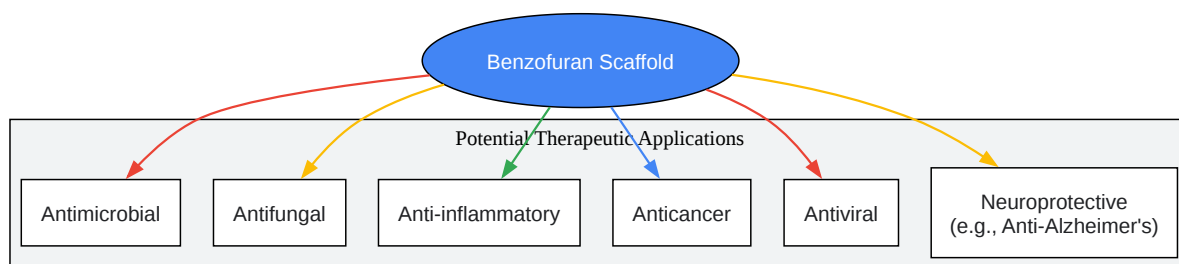 Benzofuran Scaffold
Potential Therapeutic Applications
Antimicrobial
Antifungal
Anti-inflammatory
Anticancer
Antiviral
Neuroprotective
(e.g., Anti-Alzheimer's)